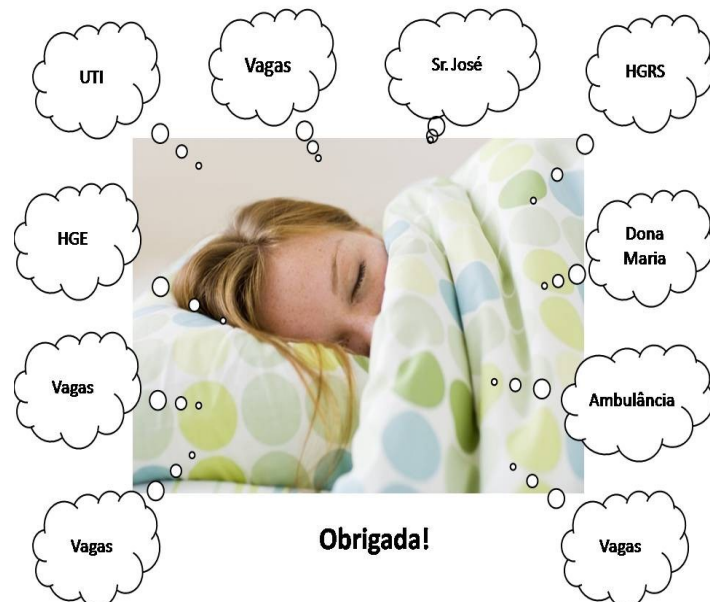 UTI
Vagas
Sr. José
HGRS
HGE
Dona
Maria
Vagas
Ambulância
Vagas
Vagas
Obrigada!